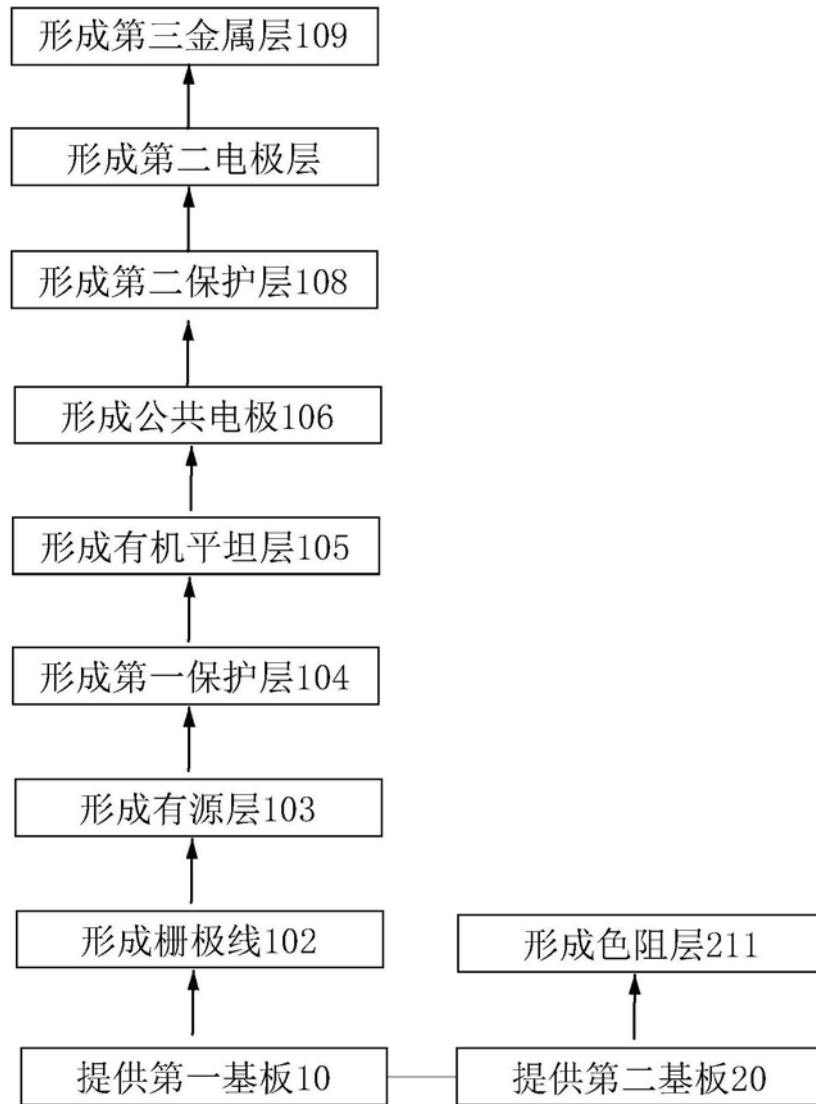 形成第三金属层109
形成第二电极层
形成第二保护层108
形成公共电极106
形成有机平坦层105
形成第一保护层104
形成有源层103
形成栅极线102
形成色阻层211
提供第一基板10
提供第二基板20